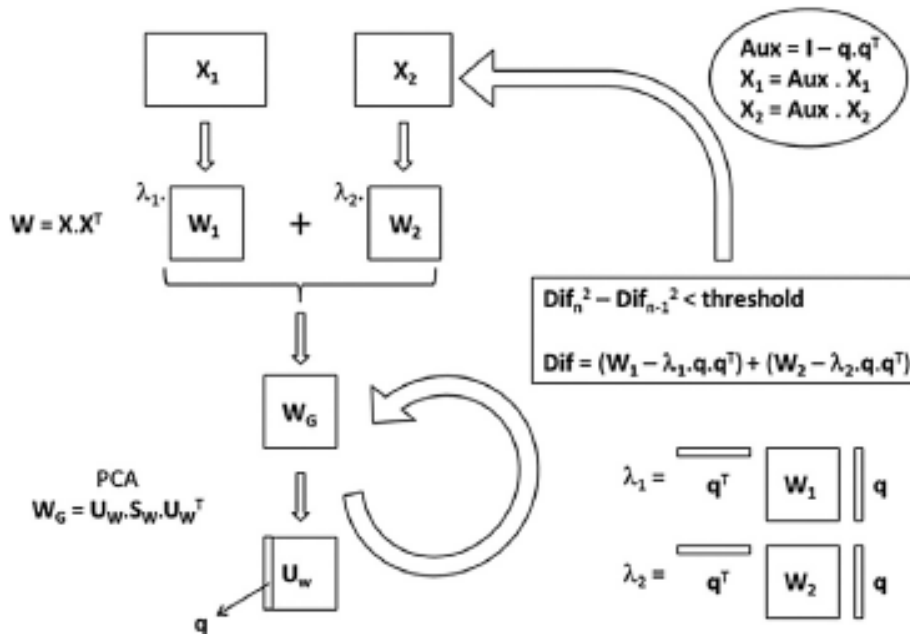 X₁
X₂
Aux = I – q.qᵀ
X₁ = Aux . X₁
X₂ = Aux . X₂
W = X.Xᵀ
λ₁.
W₁
+
λ₂.
W₂
Difₙ² – Difₙ₋₁² < threshold
Dif = (W₁ – λ₁.q.qᵀ) + (W₂ – λ₂.q.qᵀ)
W_G
PCA
W_G = U_W.S_W.U_Wᵀ
U_w
q
λ₁ = qᵀ W₁ q
λ₂ = qᵀ W₂ q